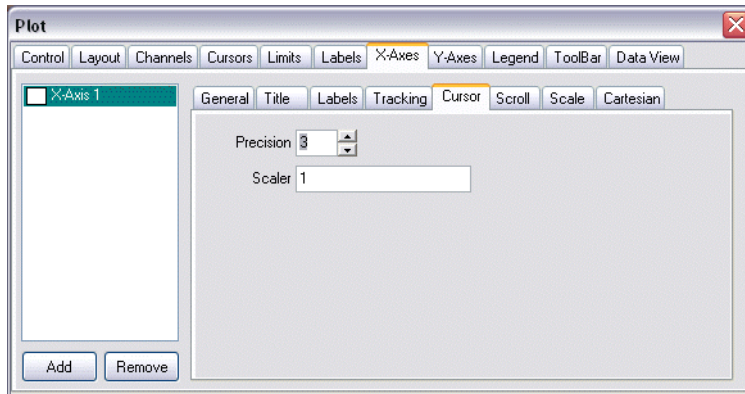 Plot
Control Layout Channels Cursors Limits Labels X-Axes Y-Axes Legend ToolBar Data View
X-Axis 1
General Title Labels Tracking Cursor Scroll Scale Cartesian
Precision 3
Scaler 1
Add Remove